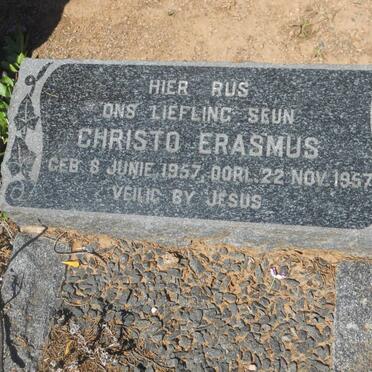 HIER RUS
ONS LIEFLING SEUN
CHRISTO ERASMUS
GEB. 8 JUNIE 1957, OORL. 22 NOV. 1957
VEILIG BY JESUS